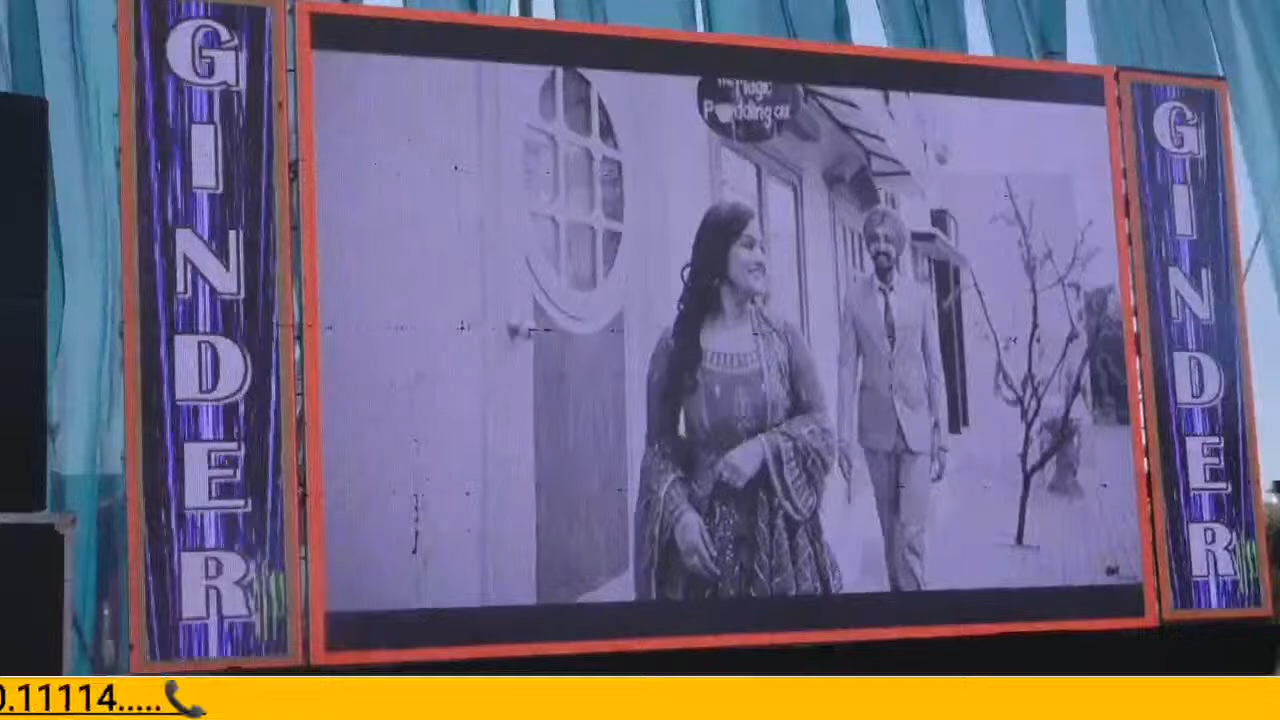 GINDER
The Magic
Pudding car
GINDER
0.11114.....📞